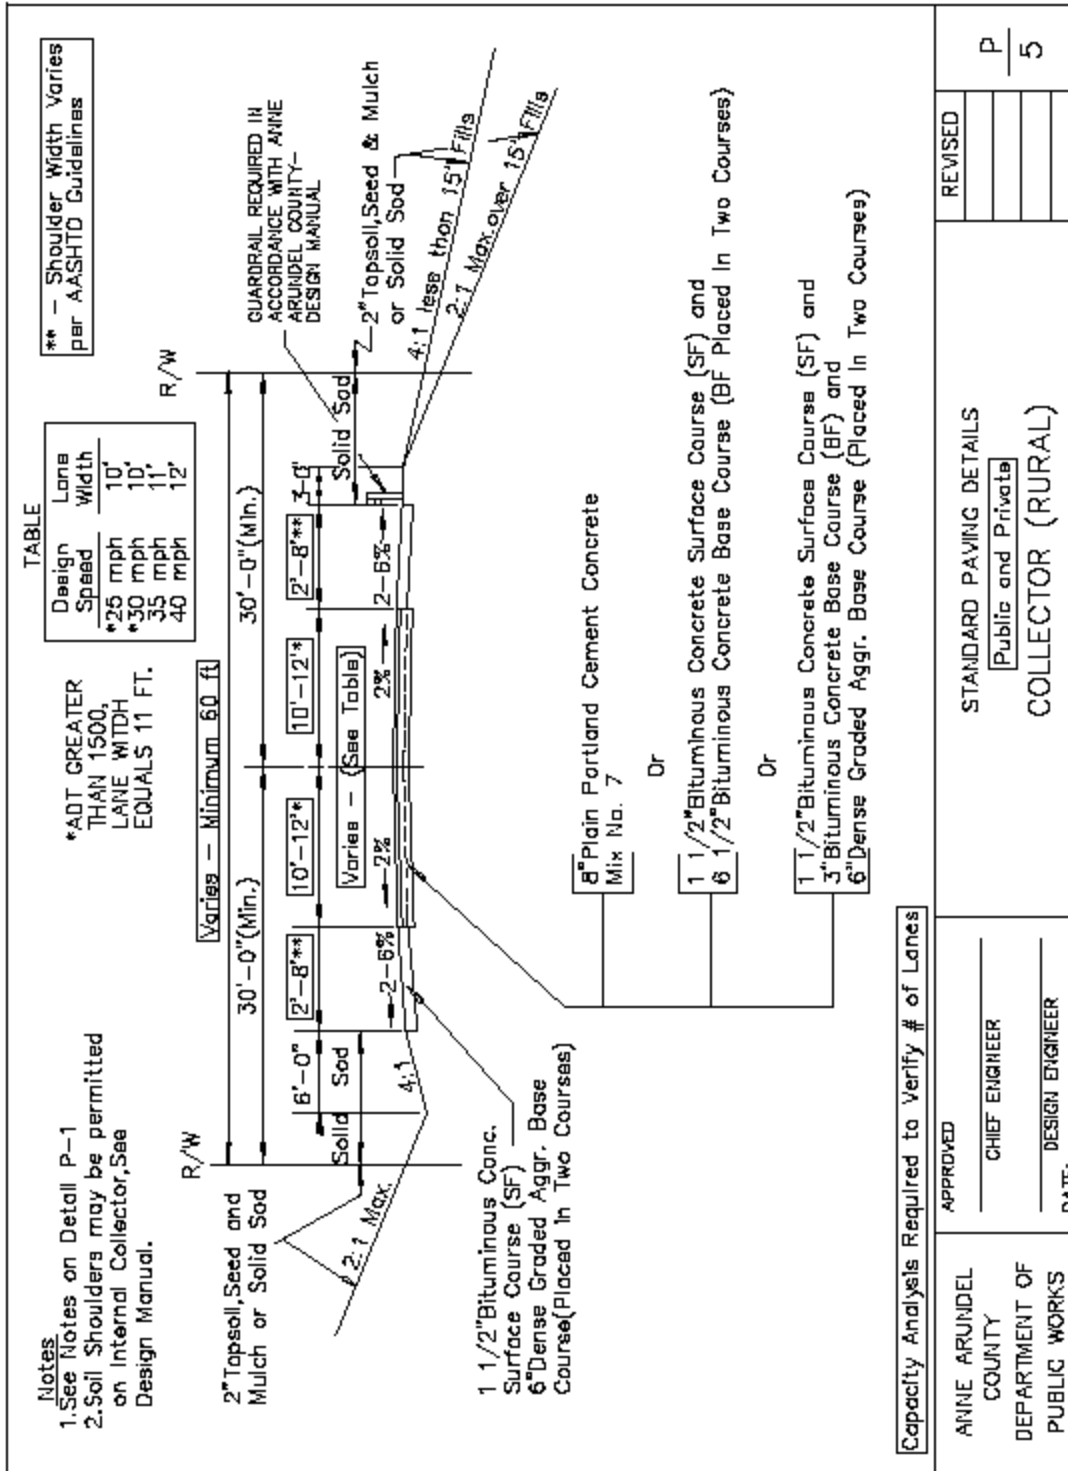 Notes
1.See Notes on Detail P-1
2.Soil Shoulders may be permitted
on Internal Collector,See
Design Manual.
*ADT GREATER
THAN 1500,
LANE WITDH
EQUALS 11 FT.
TABLE
Design Speed Lane Width
*25 mph 10'
*30 mph 10'
35 mph 11'
40 mph 12'
** - Shoulder Width Varies
per AASHTO Guidelines
R/W
Varies - Minimum 60 ft
R/W
30'-0"(Min.)
30'-0"(Min.)
6'-0"
2'-8'**
10'-12'*
10'-12'*
2'-8'**
3'-0"
Solid Sod
Varies - (See Table)
Solid Sod
GUARDRAIL REQUIRED IN
ACCORDANCE WITH ANNE
ARUNDEL COUNTY-
DESIGN MANUAL
2"Topsoil,Seed and
Mulch or Solid Sod
2"Topsoil,Seed & Mulch
or Solid Sod
2:1 Max.
4:1
2-6%
2%
2%
2-6%
4:1 less than 15' Fills
2:1 Max.over 15' Fills
1 1/2"Bituminous Conc.
Surface Course (SF)
6"Dense Graded Aggr. Base
Course(Placed In Two Courses)
8"Plain Portland Cement Concrete
Mix No. 7
Or
1 1/2"Bituminous Concrete Surface Course (SF) and
6 1/2"Bituminous Concrete Base Course (BF Placed In Two Courses)
Or
1 1/2"Bituminous Concrete Surface Course (SF) and
3"Bituminous Concrete Base Course (BF) and
6"Dense Graded Aggr. Base Course (Placed In Two Courses)
Capacity Analysis Required to Verify # of Lanes
ANNE ARUNDEL
COUNTY
DEPARTMENT OF
PUBLIC WORKS
APPROVED
CHIEF ENGINEER
DESIGN ENGINEER
DATE:
STANDARD PAVING DETAILS
Public and Private
COLLECTOR (RURAL)
REVISED
P
5